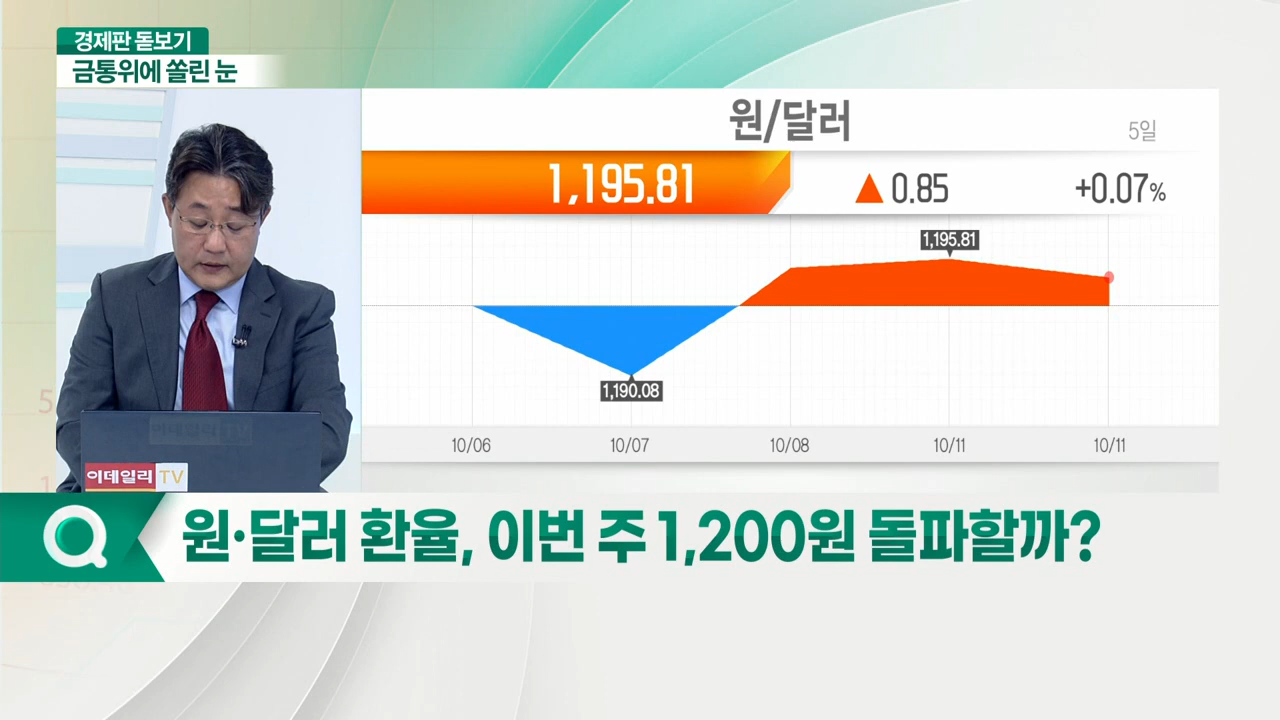 경제판 돋보기
금통위에 쏠린 눈
원/달러
5일
1,195.81
▲ 0.85
+0.07%
1,195.81
1,190.08
10/06
10/07
10/08
10/11
10/11
이데일리 TV
원·달러 환율, 이번 주 1,200원 돌파할까?